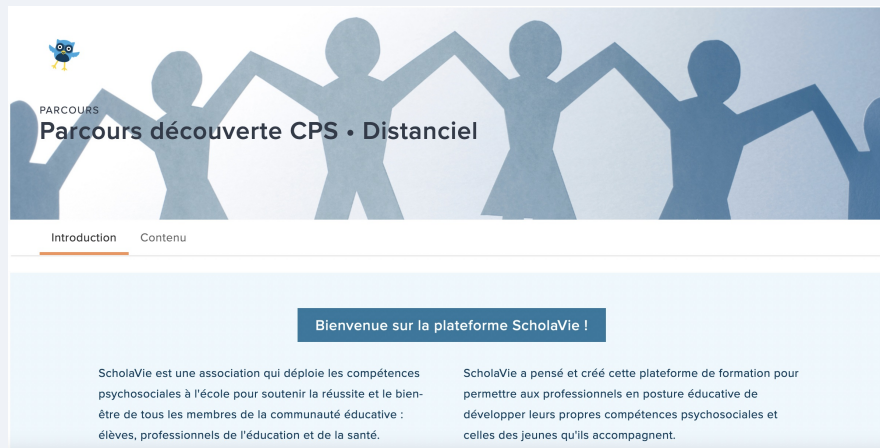 PARCOURS
Parcours découverte CPS • Distanciel
Introduction
Contenu
Bienvenue sur la plateforme ScholaVie !
ScholaVie est une association qui déploie les compétences
psychosociales à l'école pour soutenir la réussite et le bien-
être de tous les membres de la communauté éducative :
élèves, professionnels de l'éducation et de la santé.
ScholaVie a pensé et créé cette plateforme de formation pour
permettre aux professionnels en posture éducative de
développer leurs propres compétences psychosociales et
celles des jeunes qu'ils accompagnent.